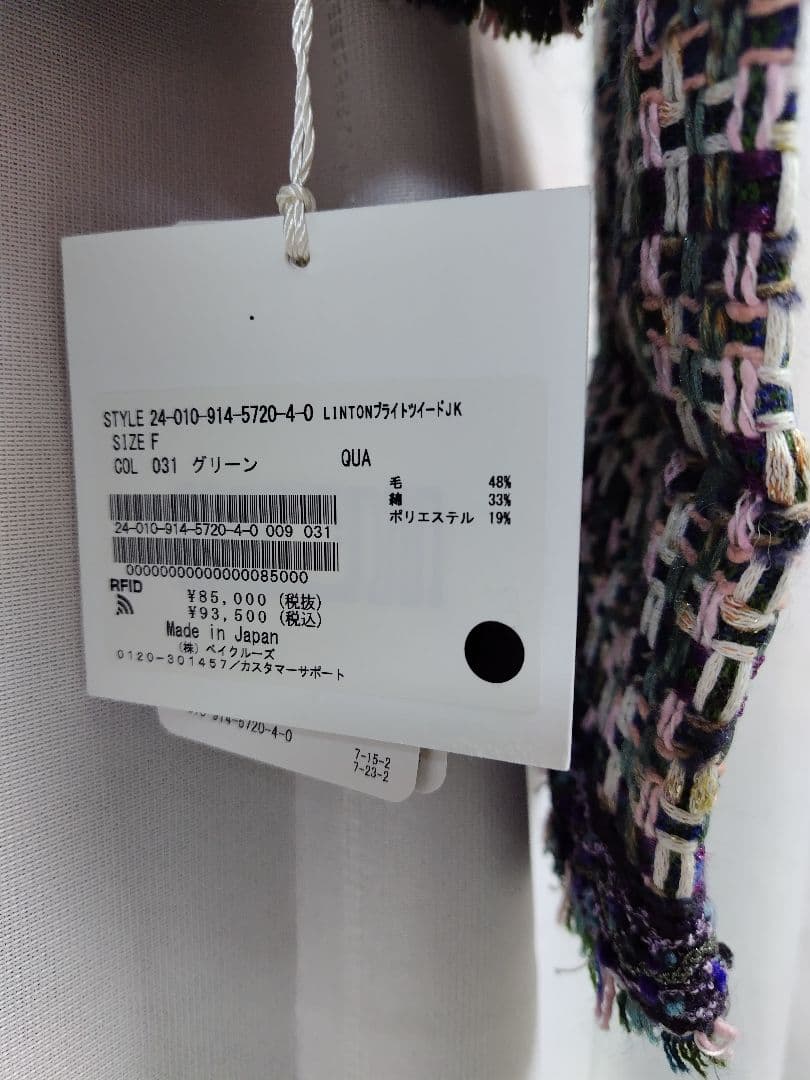 STYLE 24-010-914-5720-4-0 LINTONブライトツイードJK
SIZE F
COL 031 グリーン QUA
毛 48%
綿 33%
ポリエステル 19%
24-010-914-5720-4-0 009 031
00000000000000085000
RFID
¥85,000 (税抜)
¥93,500 (税込)
Made in Japan
(株) ベイクルーズ
0120-301457/カスタマーサポート
914-5720-4-0
7-15-2
7-23-2